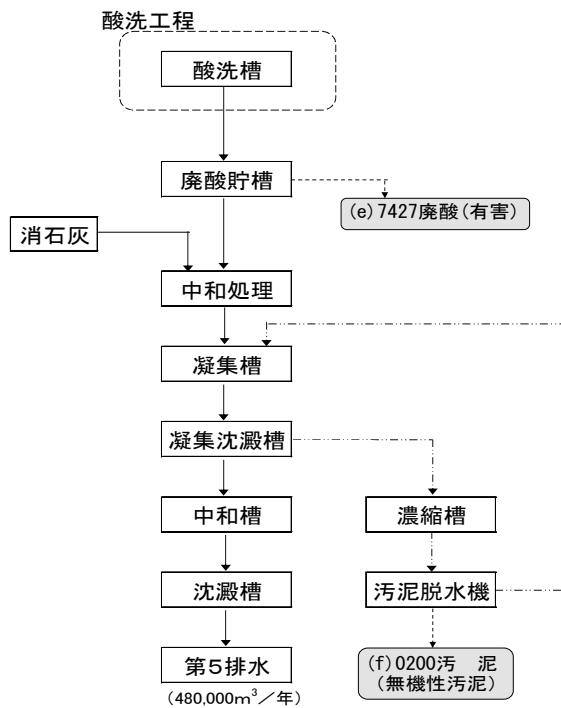 酸洗工程
酸洗槽
廃酸貯槽
(e)7427廃酸(有害)
消石灰
中和処理
凝集槽
凝集沈澱槽
中和槽
濃縮槽
沈澱槽
汚泥脱水機
第5排水
(480,000m³/年)
(f)0200汚 泥
(無機性汚泥)